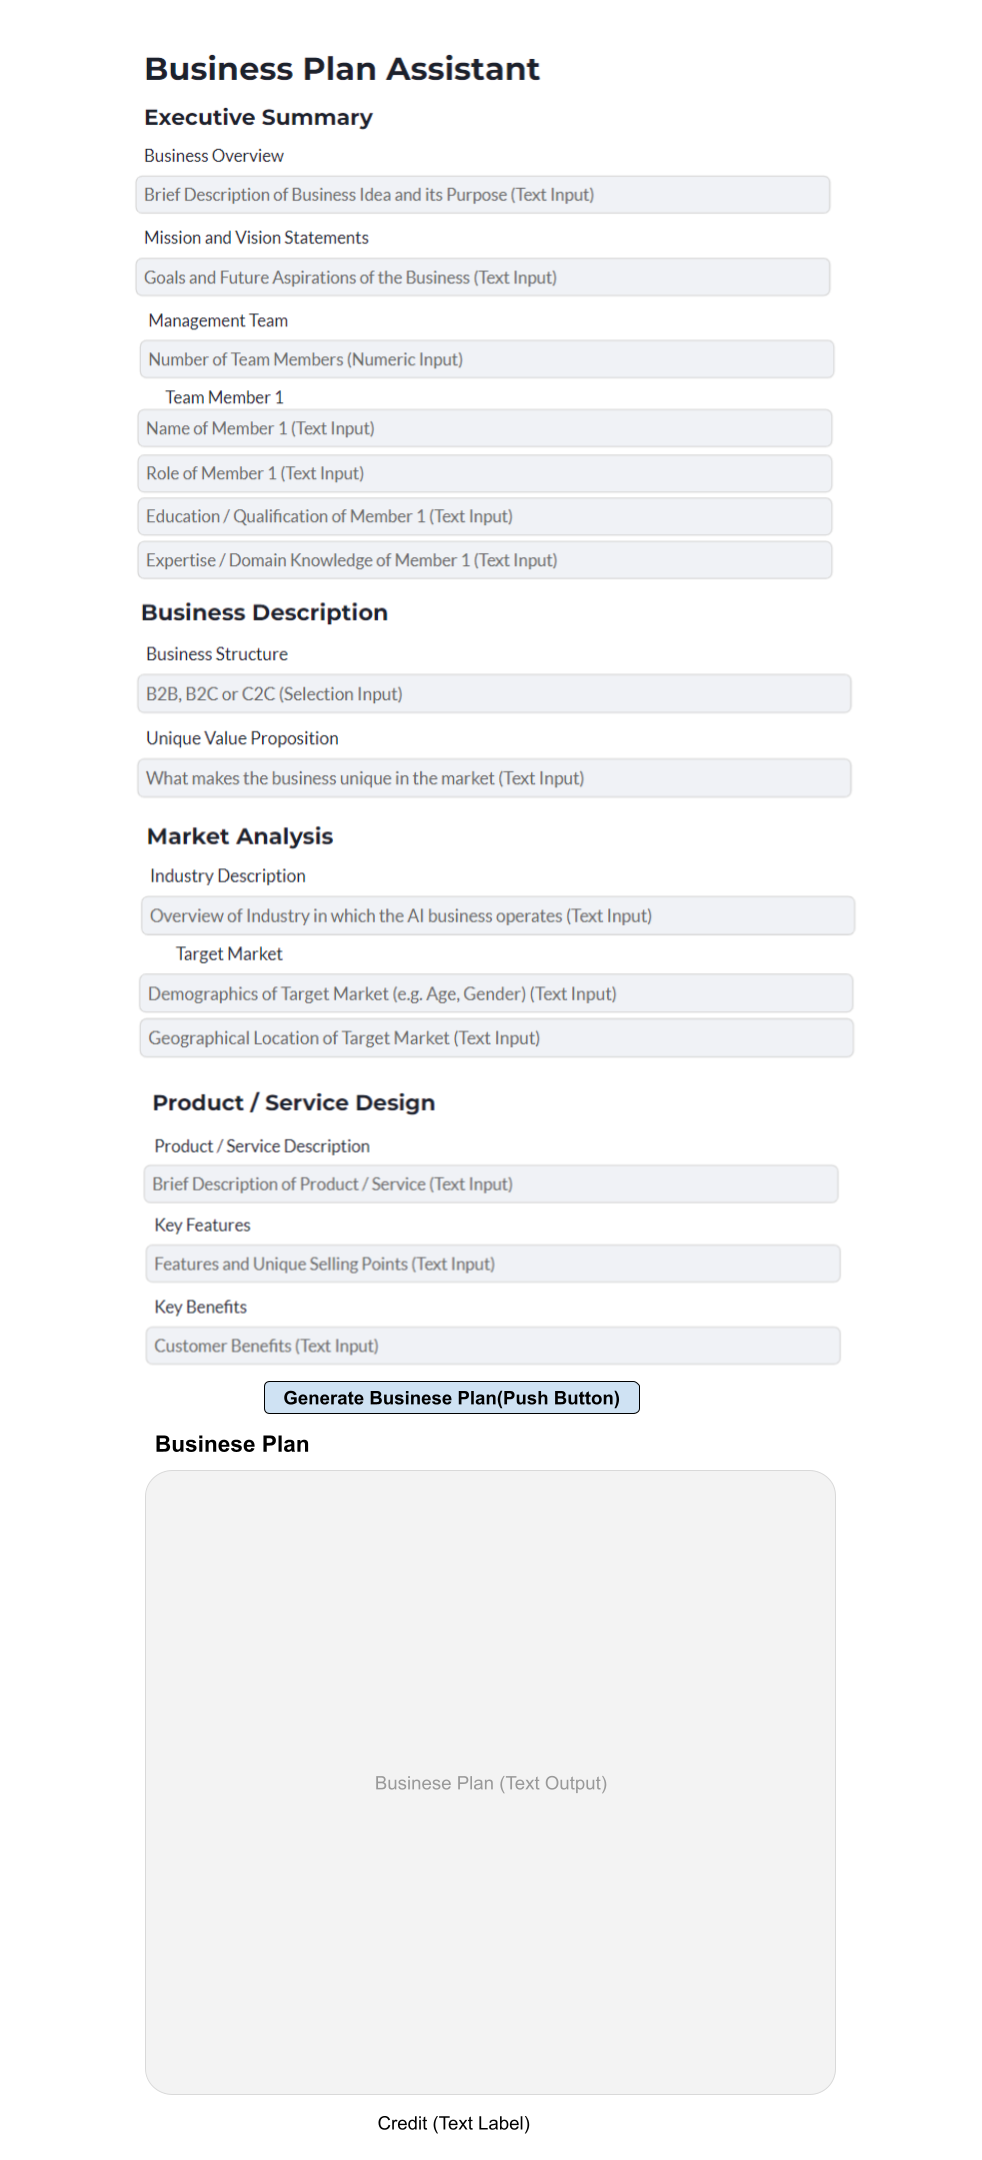 Business Plan Assistant
Executive Summary
Business Overview
Brief Description of Business Idea and its Purpose (Text Input)
Mission and Vision Statements
Goals and Future Aspirations of the Business (Text Input)
Management Team
Number of Team Members (Numeric Input)
Team Member 1
Name of Member 1 (Text Input)
Role of Member 1 (Text Input)
Education / Qualification of Member 1 (Text Input)
Expertise / Domain Knowledge of Member 1 (Text Input)
Business Description
Business Structure
B2B, B2C or C2C (Selection Input)
Unique Value Proposition
What makes the business unique in the market (Text Input)
Market Analysis
Industry Description
Overview of Industry in which the AI business operates (Text Input)
Target Market
Demographics of Target Market (e.g. Age, Gender) (Text Input)
Geographical Location of Target Market (Text Input)
Product / Service Design
Product / Service Description
Brief Description of Product / Service (Text Input)
Key Features
Features and Unique Selling Points (Text Input)
Key Benefits
Customer Benefits (Text Input)
Generate Businese Plan(Push Button)
Businese Plan
Businese Plan (Text Output)
Credit (Text Label)